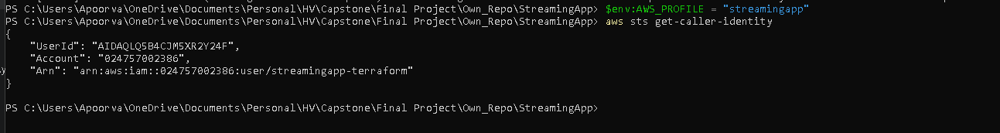 PS C:\Users\Apoorva\OneDrive\Documents\Personal\HV\Capstone\Final Project\Own_Repo\StreamingApp> $env:AWS_PROFILE = "streamingapp"
PS C:\Users\Apoorva\OneDrive\Documents\Personal\HV\Capstone\Final Project\Own_Repo\StreamingApp> aws sts get-caller-identity
{
    "UserId": "AIDAQLQ5B4CJM5XR2Y24F",
    "Account": "024757002386",
    "Arn": "arn:aws:iam::024757002386:user/streamingapp-terraform"
}
PS C:\Users\Apoorva\OneDrive\Documents\Personal\HV\Capstone\Final Project\Own_Repo\StreamingApp>